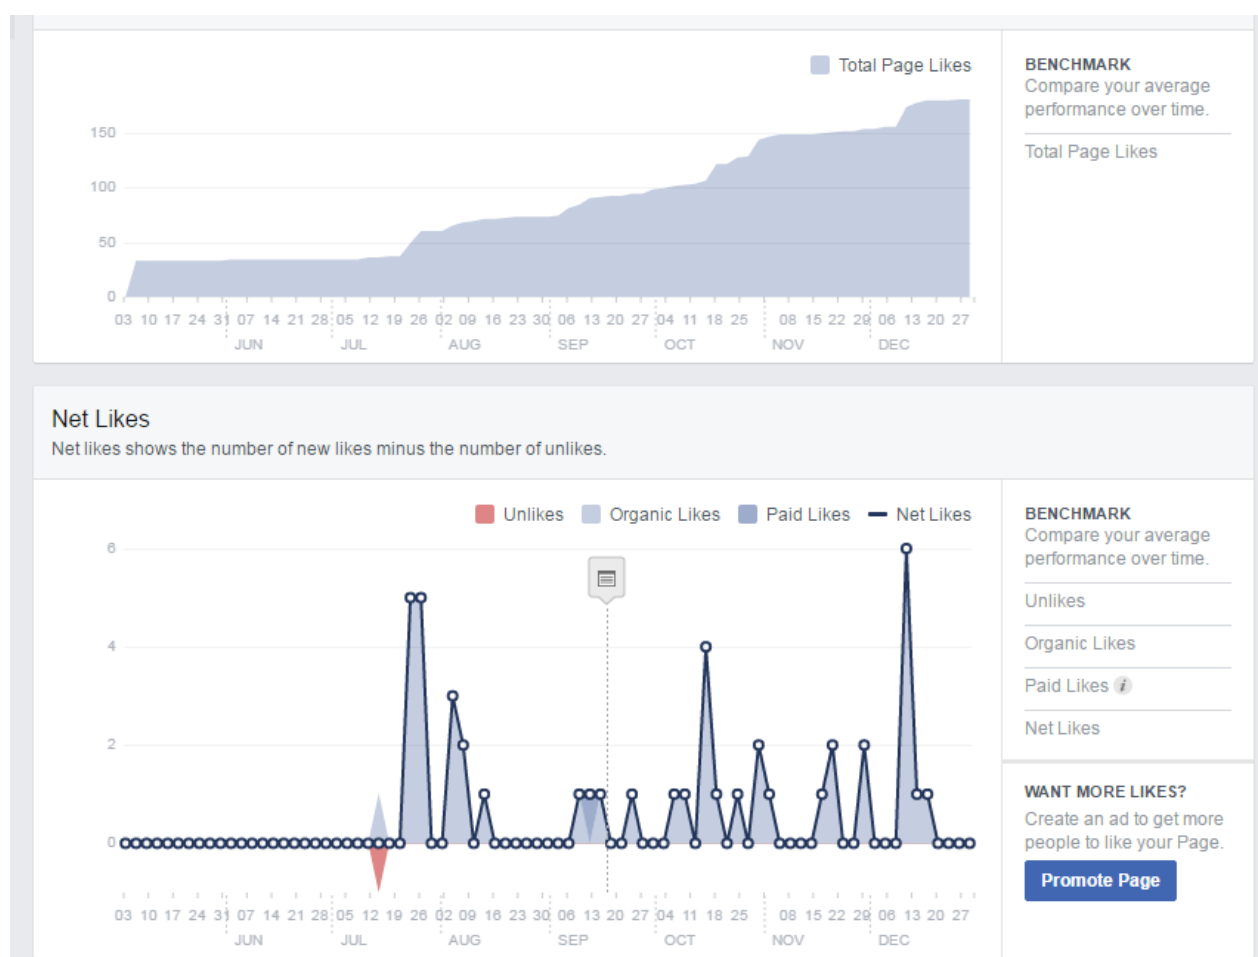 Total Page Likes
150
100
50
0
03 10 17 24 31 07 14 21 28 05 12 19 26 02 09 16 23 30 06 13 20 27 04 11 18 25 08 15 22 29 06 13 20 27
JUN JUL AUG SEP OCT NOV DEC
BENCHMARK
Compare your average
performance over time.
Total Page Likes
Net Likes
Net likes shows the number of new likes minus the number of unlikes.
Unlikes Organic Likes Paid Likes Net Likes
6
4
2
0
03 10 17 24 31 07 14 21 28 05 12 19 26 02 09 16 23 30 06 13 20 27 04 11 18 25 08 15 22 29 06 13 20 27
JUN JUL AUG SEP OCT NOV DEC
BENCHMARK
Compare your average
performance over time.
Unlikes
Organic Likes
Paid Likes i
Net Likes
WANT MORE LIKES?
Create an ad to get more
people to like your Page.
Promote Page